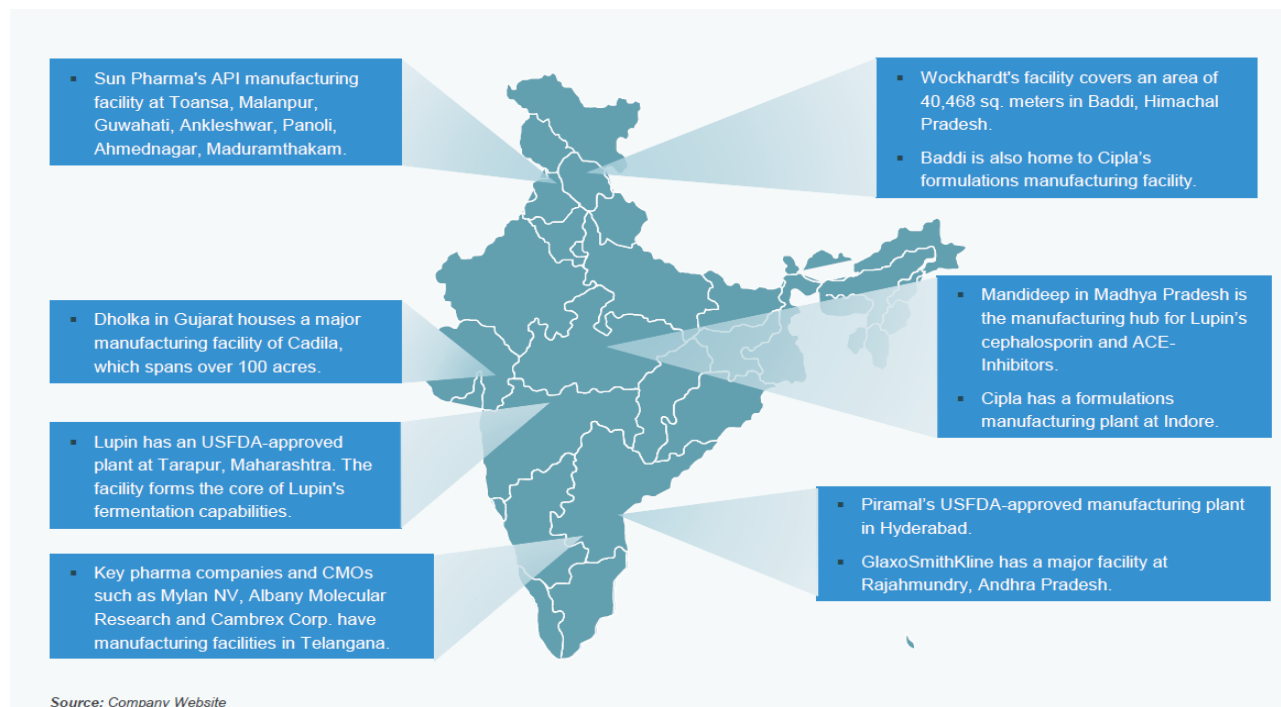 ▪ Sun Pharma's API manufacturing
facility at Toansa, Malanpur,
Guwahati, Ankleshwar, Panoli,
Ahmednagar, Maduramthakam.
▪ Wockhardt's facility covers an area of
40,468 sq. meters in Baddi, Himachal
Pradesh.
▪ Baddi is also home to Cipla’s
formulations manufacturing facility.
▪ Dholka in Gujarat houses a major
manufacturing facility of Cadila,
which spans over 100 acres.
▪ Mandideep in Madhya Pradesh is
the manufacturing hub for Lupin’s
cephalosporin and ACE-
Inhibitors.
▪ Cipla has a formulations
manufacturing plant at Indore.
▪ Lupin has an USFDA-approved
plant at Tarapur, Maharashtra. The
facility forms the core of Lupin's
fermentation capabilities.
▪ Piramal’s USFDA-approved manufacturing plant
in Hyderabad.
▪ GlaxoSmithKline has a major facility at
Rajahmundry, Andhra Pradesh.
▪ Key pharma companies and CMOs
such as Mylan NV, Albany Molecular
Research and Cambrex Corp. have
manufacturing facilities in Telangana.
Source: Company Website